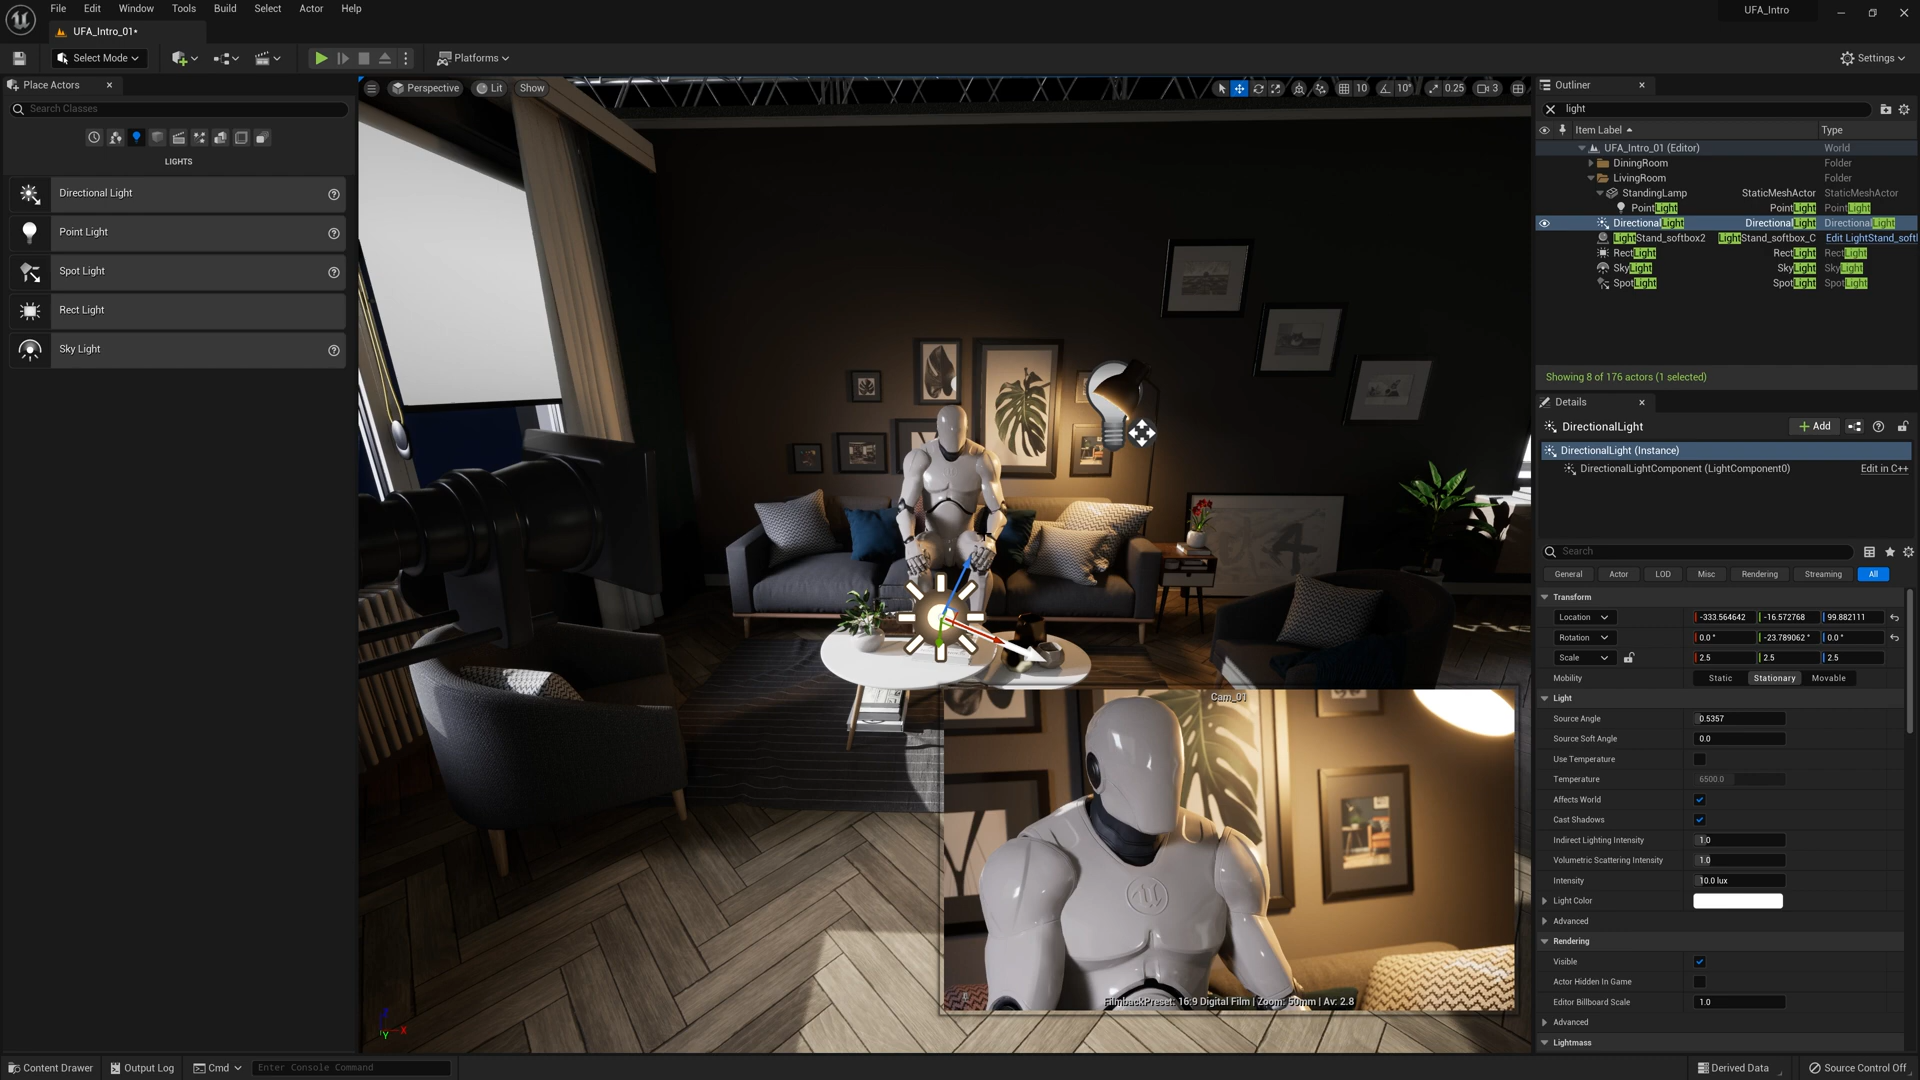 File Edit Window Tools Build Select Actor Help
UFA_Intro
UFA_Intro_01*
Select Mode
Platforms
Settings
Place Actors
Search Classes
LIGHTS
Directional Light
Point Light
Spot Light
Rect Light
Sky Light
Perspective Lit Show
10 10° 0.25 3
Cam_01
FilmbackPreset: 16:9 Digital Film | Zoom: 50mm | Av: 2.8
X
Y
Outliner
light
Item Label Type
UFA_Intro_01 (Editor) World
DiningRoom Folder
LivingRoom Folder
StandingLamp StaticMeshActor StaticMeshActor
PointLight PointLight PointLight
DirectionalLight DirectionalLight DirectionalLight
LightStand_softbox2 LightStand_softbox_C Edit LightStand_soft
RectLight RectLight RectLight
SkyLight SkyLight SkyLight
SpotLight SpotLight SpotLight
Showing 8 of 176 actors (1 selected)
Details
DirectionalLight
Add
DirectionalLight (Instance)
DirectionalLightComponent (LightComponent0) Edit in C++
Search
General Actor LOD Misc Rendering Streaming All
Transform
Location -333.564642 -16.572768 99.882111
Rotation 0.0 ° -23.789062 ° 0.0 °
Scale 2.5 2.5 2.5
Mobility Static Stationary Movable
Light
Source Angle 0.5357
Source Soft Angle 0.0
Use Temperature
Temperature 6500.0
Affects World
Cast Shadows
Indirect Lighting Intensity 1.0
Volumetric Scattering Intensity 1.0
Intensity 10.0 lux
Light Color
Advanced
Rendering
Visible
Actor Hidden In Game
Editor Billboard Scale 1.0
Advanced
Lightmass
Content Drawer Output Log Cmd Enter Console Command
Derived Data Source Control Off